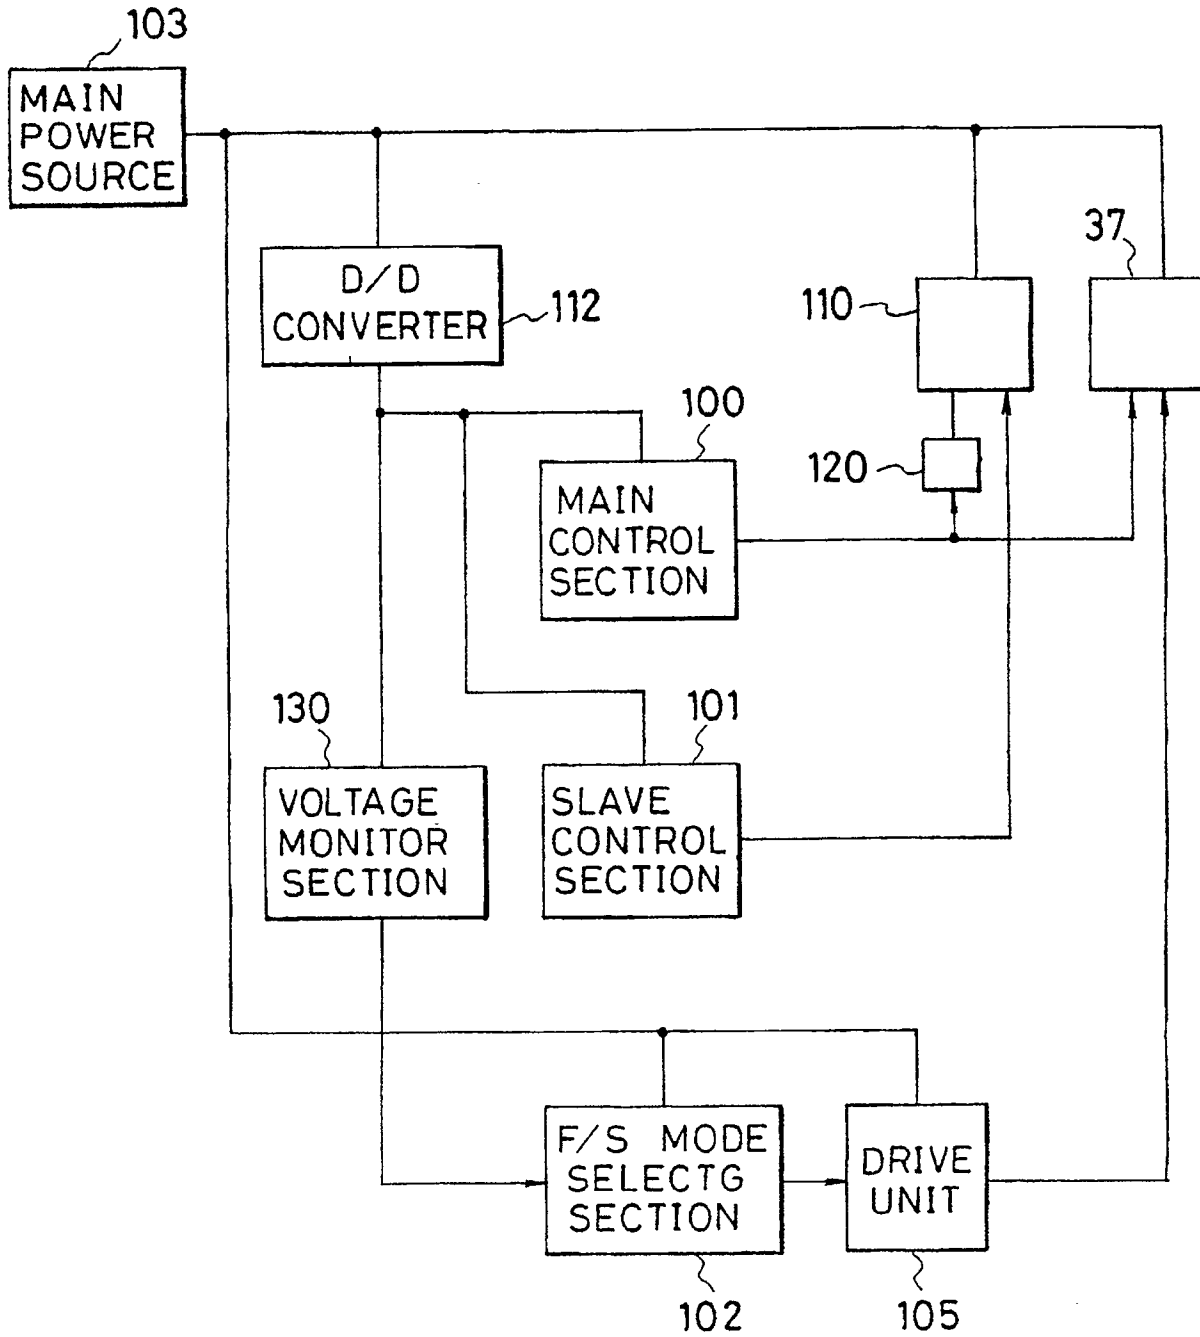 103
MAIN
POWER
SOURCE
37
D/D
CONVERTER
112
110
100
120
MAIN
CONTROL
SECTION
130
101
VOLTAGE
MONITOR
SECTION
SLAVE
CONTROL
SECTION
F/S MODE
SELECTG
SECTION
DRIVE
UNIT
102
105